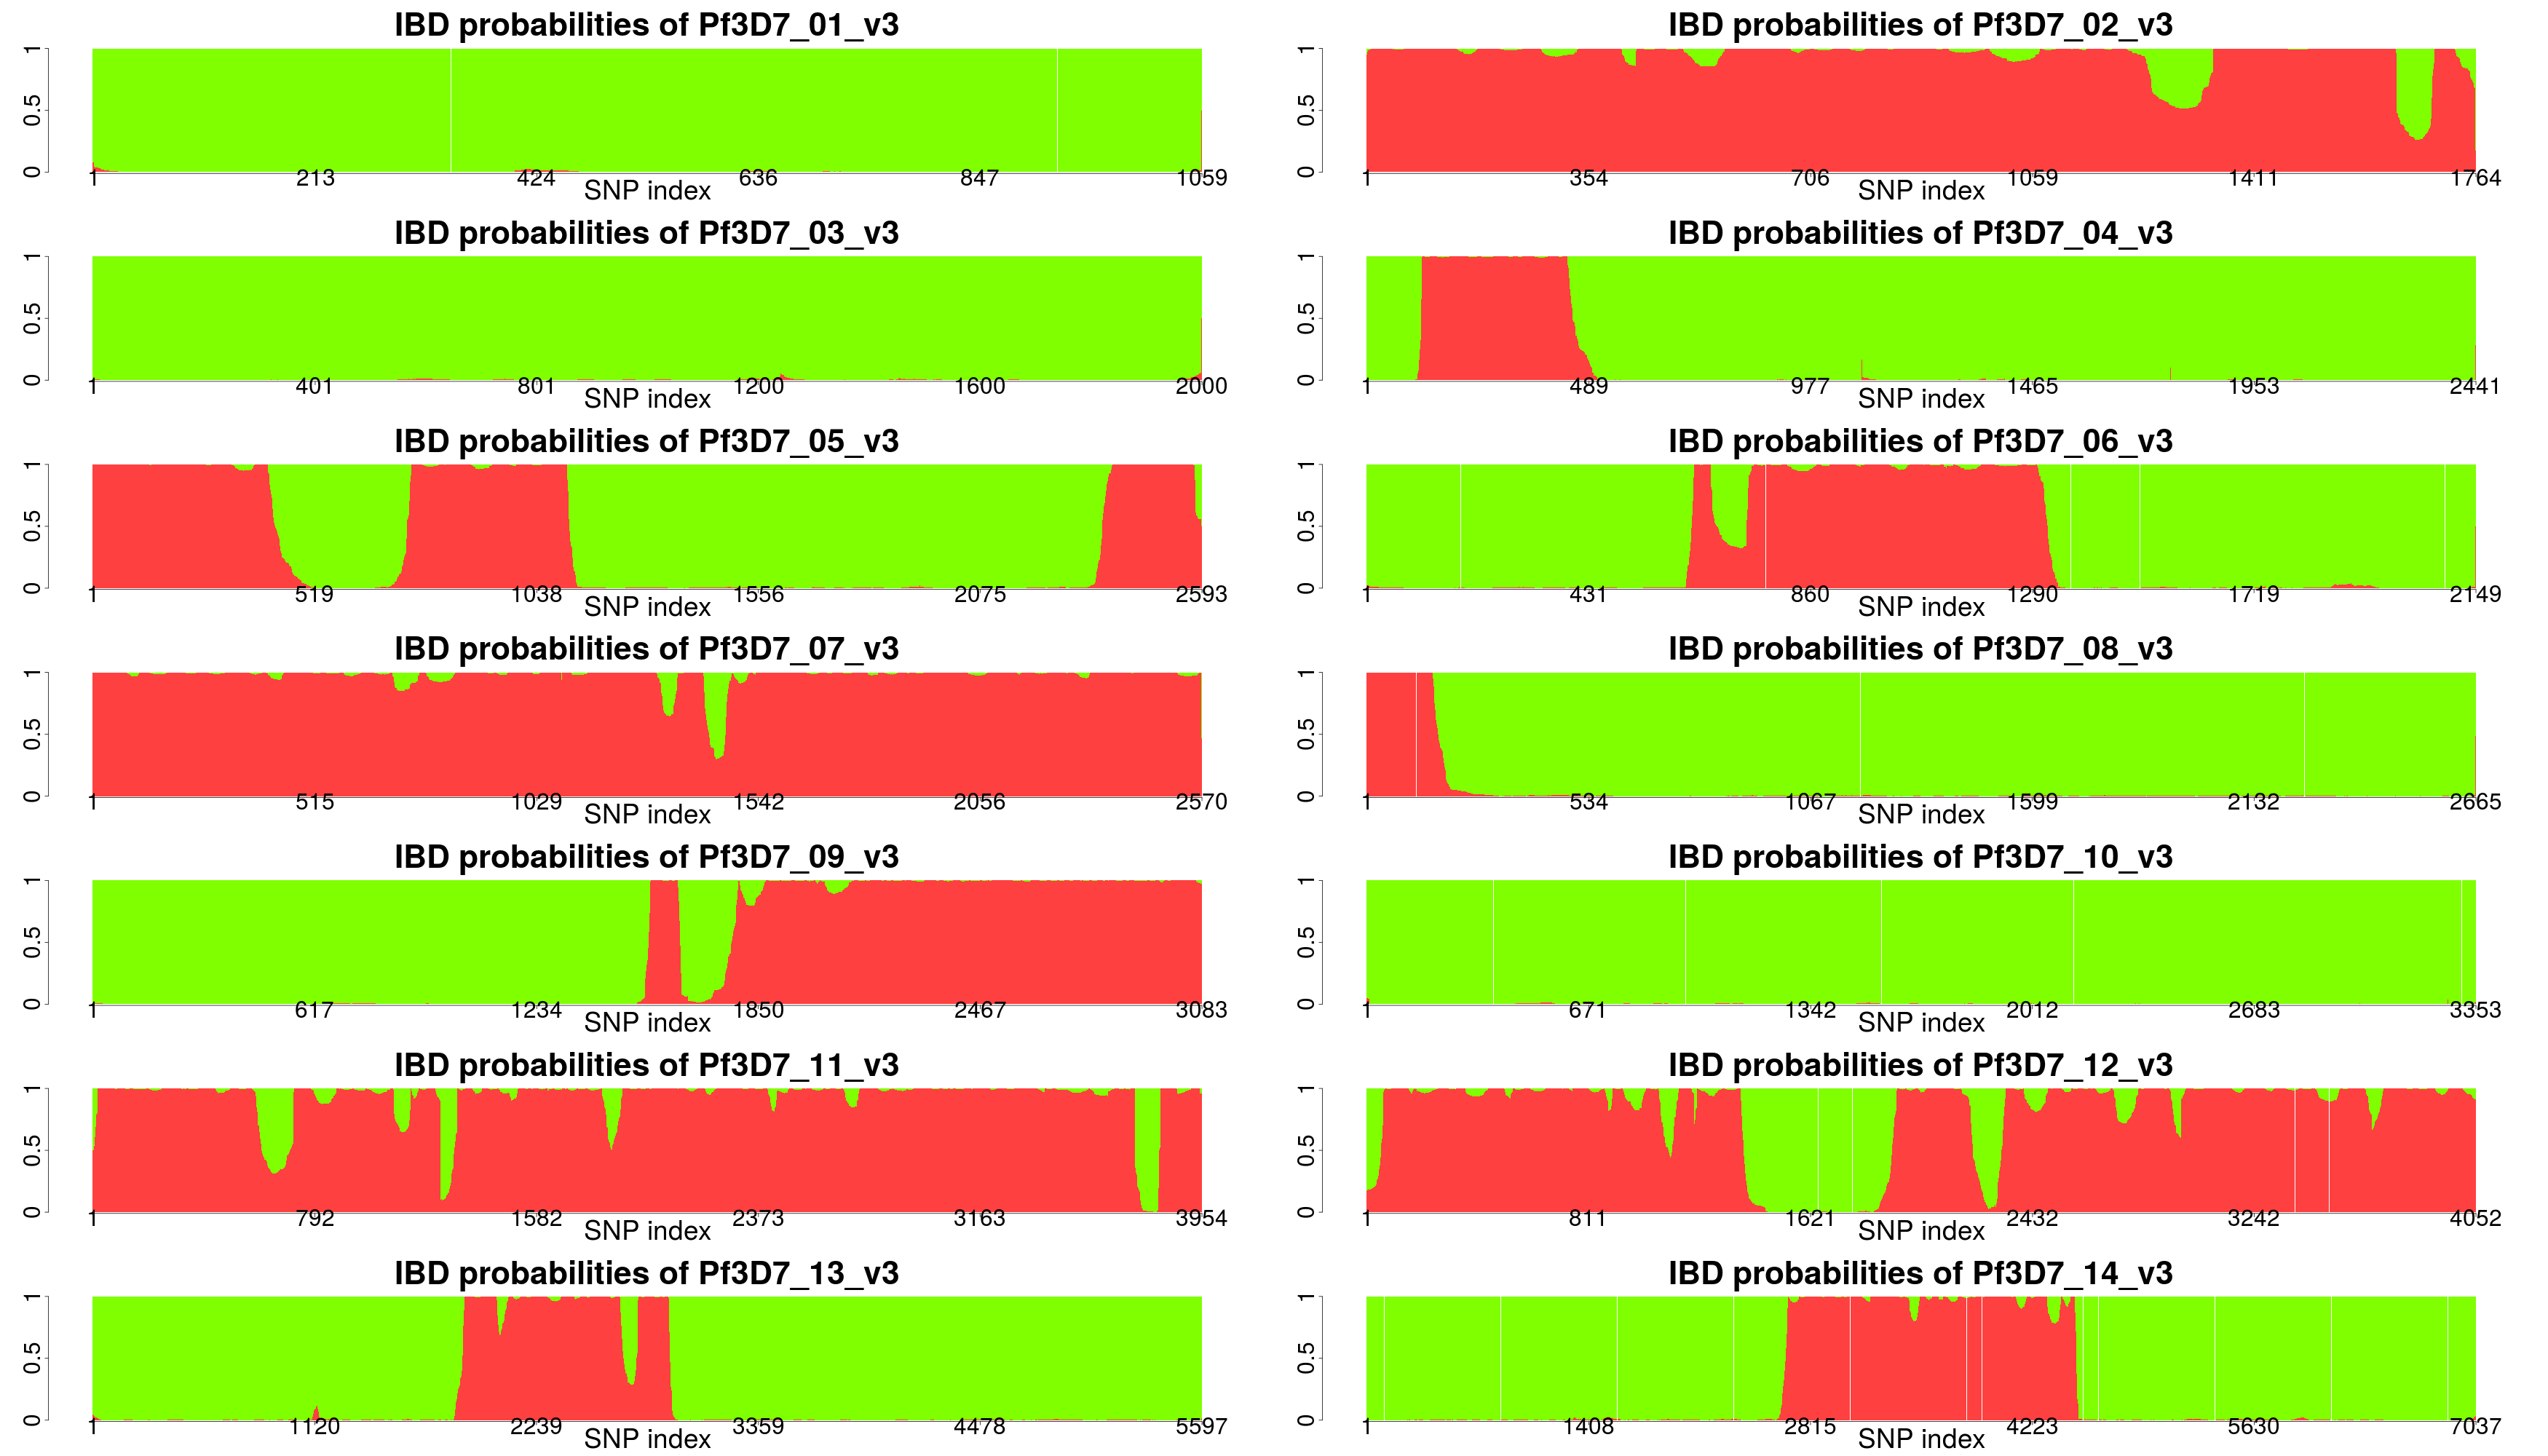 IBD probabilities of Pf3D7_01_v3
0 0.5 1
1 213 424 636 847 1059
SNP index
IBD probabilities of Pf3D7_02_v3
0 0.5 1
1 354 706 1059 1411 1764
SNP index
IBD probabilities of Pf3D7_03_v3
0 0.5 1
1 401 801 1200 1600 2000
SNP index
IBD probabilities of Pf3D7_04_v3
0 0.5 1
1 489 977 1465 1953 2441
SNP index
IBD probabilities of Pf3D7_05_v3
0 0.5 1
1 519 1038 1556 2075 2593
SNP index
IBD probabilities of Pf3D7_06_v3
0 0.5 1
1 431 860 1290 1719 2149
SNP index
IBD probabilities of Pf3D7_07_v3
0 0.5 1
1 515 1029 1542 2056 2570
SNP index
IBD probabilities of Pf3D7_08_v3
0 0.5 1
1 534 1067 1599 2132 2665
SNP index
IBD probabilities of Pf3D7_09_v3
0 0.5 1
1 617 1234 1850 2467 3083
SNP index
IBD probabilities of Pf3D7_10_v3
0 0.5 1
1 671 1342 2012 2683 3353
SNP index
IBD probabilities of Pf3D7_11_v3
0 0.5 1
1 792 1582 2373 3163 3954
SNP index
IBD probabilities of Pf3D7_12_v3
0 0.5 1
1 811 1621 2432 3242 4052
SNP index
IBD probabilities of Pf3D7_13_v3
0 0.5 1
1 1120 2239 3359 4478 5597
SNP index
IBD probabilities of Pf3D7_14_v3
0 0.5 1
1 1408 2815 4223 5630 7037
SNP index